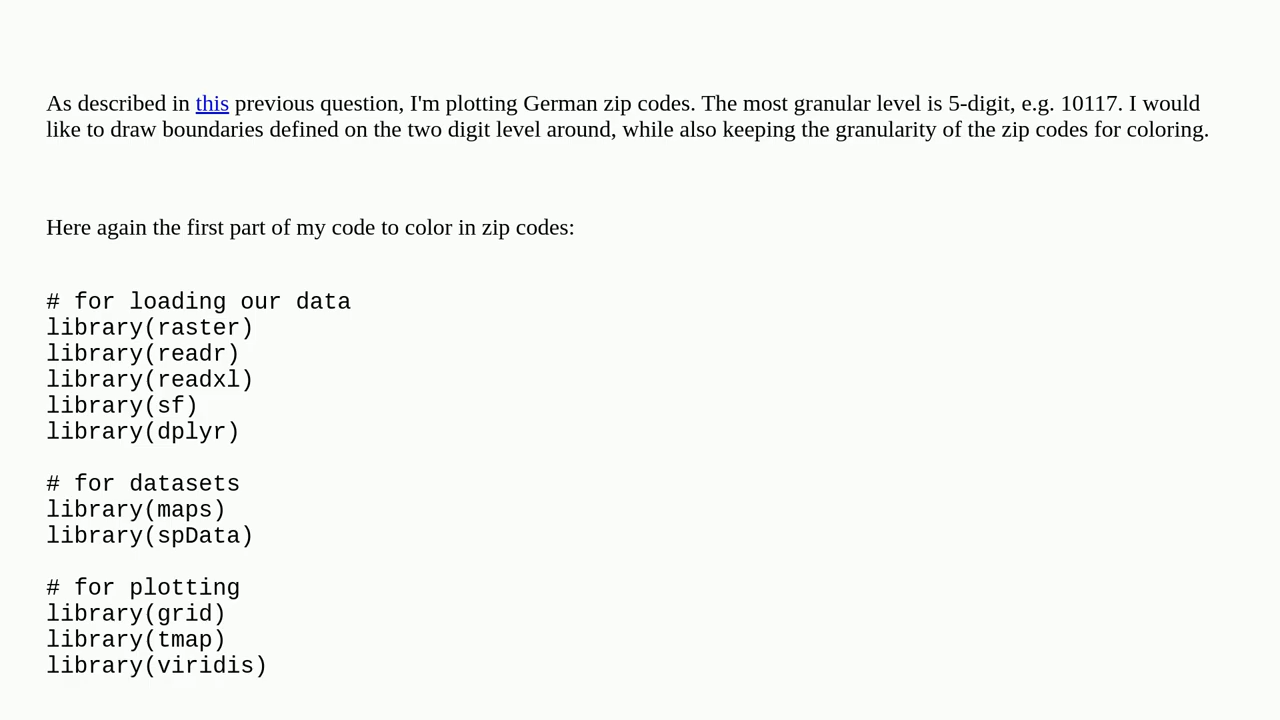 As described in this previous question, I'm plotting German zip codes. The most granular level is 5-digit, e.g. 10117. I would
like to draw boundaries defined on the two digit level around, while also keeping the granularity of the zip codes for coloring.
Here again the first part of my code to color in zip codes:
# for loading our data
library(raster)
library(readr)
library(readxl)
library(sf)
library(dplyr)
# for datasets
library(maps)
library(spData)
# for plotting
library(grid)
library(tmap)
library(viridis)